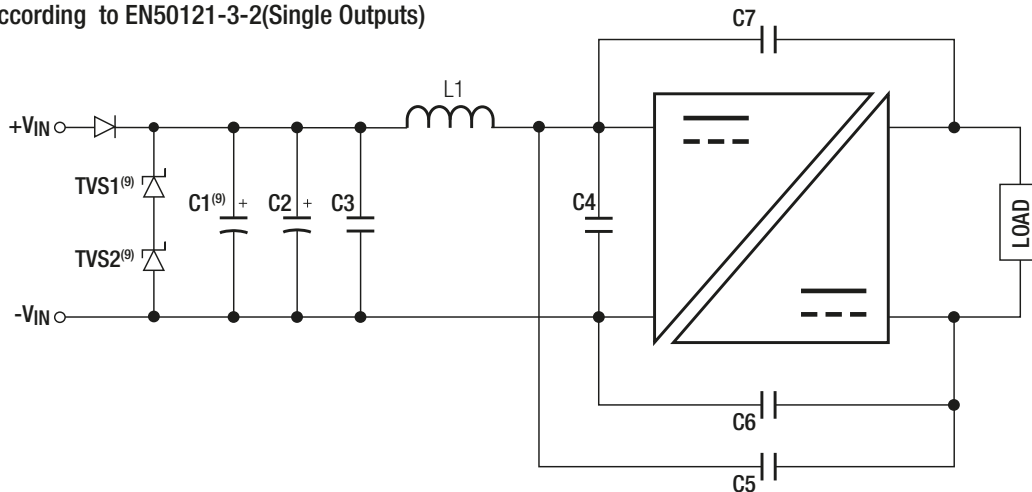 ccording to EN50121-3-2(Single Outputs)
C7
L1
+VIN
TVS1(9)
C1(9) +
C2 +
C3
C4
LOAD
TVS2(9)
-VIN
C6
C5